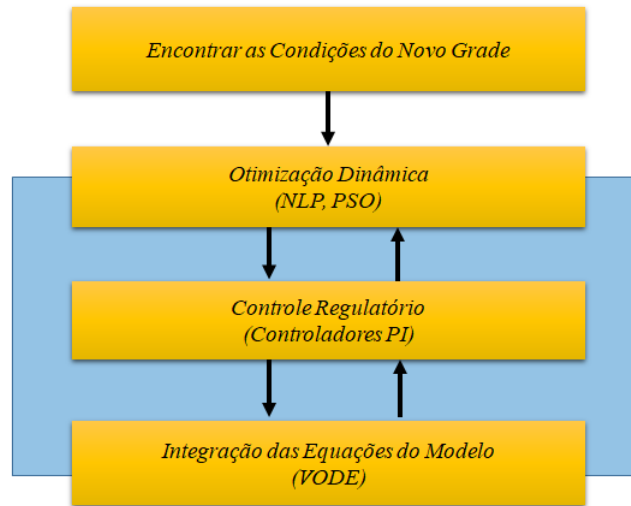 Encontrar as Condições do Novo Grade
Otimização Dinâmica
(NLP, PSO)
Controle Regulatório
(Controladores PI)
Integração das Equações do Modelo
(VODE)